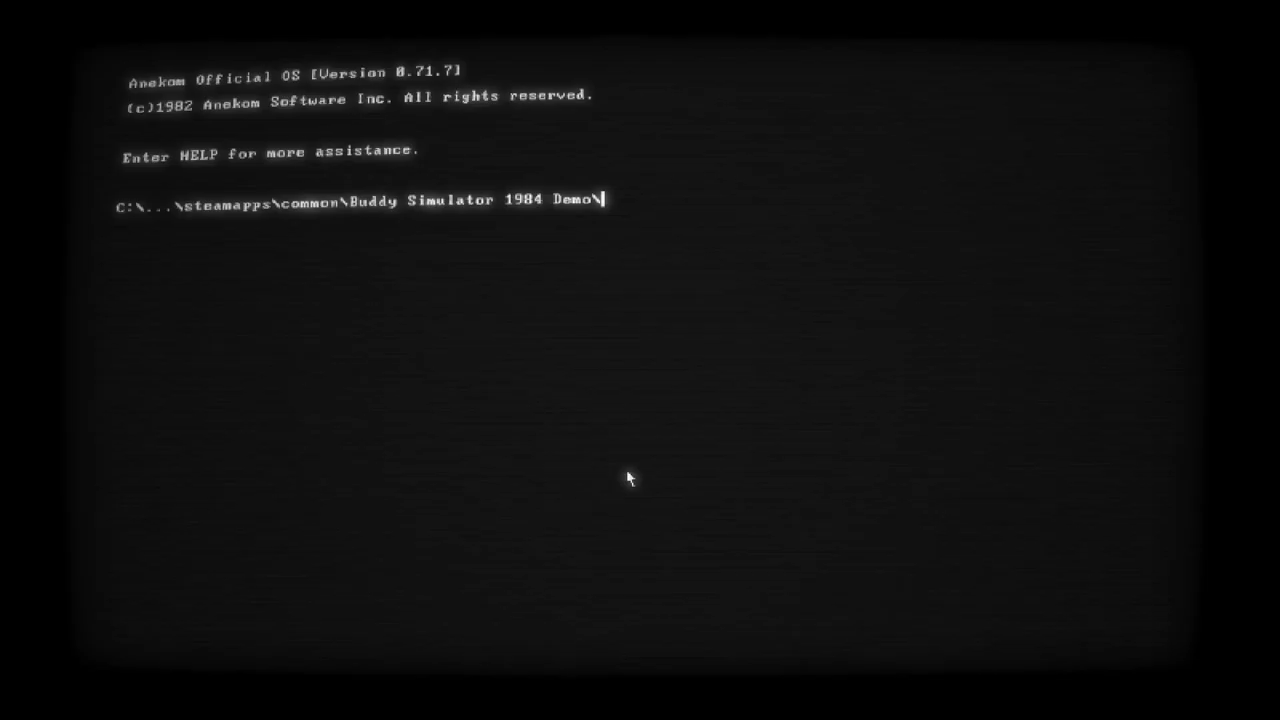 Anekom Official OS [Version 0.71.7]
(c)1982 Anekom Software Inc. All rights reserved.
Enter HELP for more assistance.
C:\...\steamapps\common\Buddy Simulator 1984 Demo\